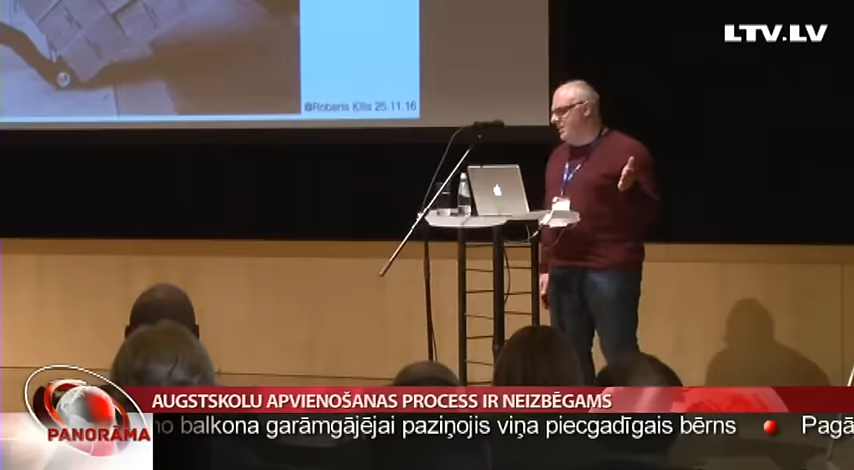 LTV.LV
@Roberts Ķīlis 25.11.16
AUGSTSKOLU APVIENOŠANAS PROCESS IR NEIZBĒGAMS
PANORĀMA
no balkona garāmgājējai paziņojis viņa piecgadīgais bērns
Pagā